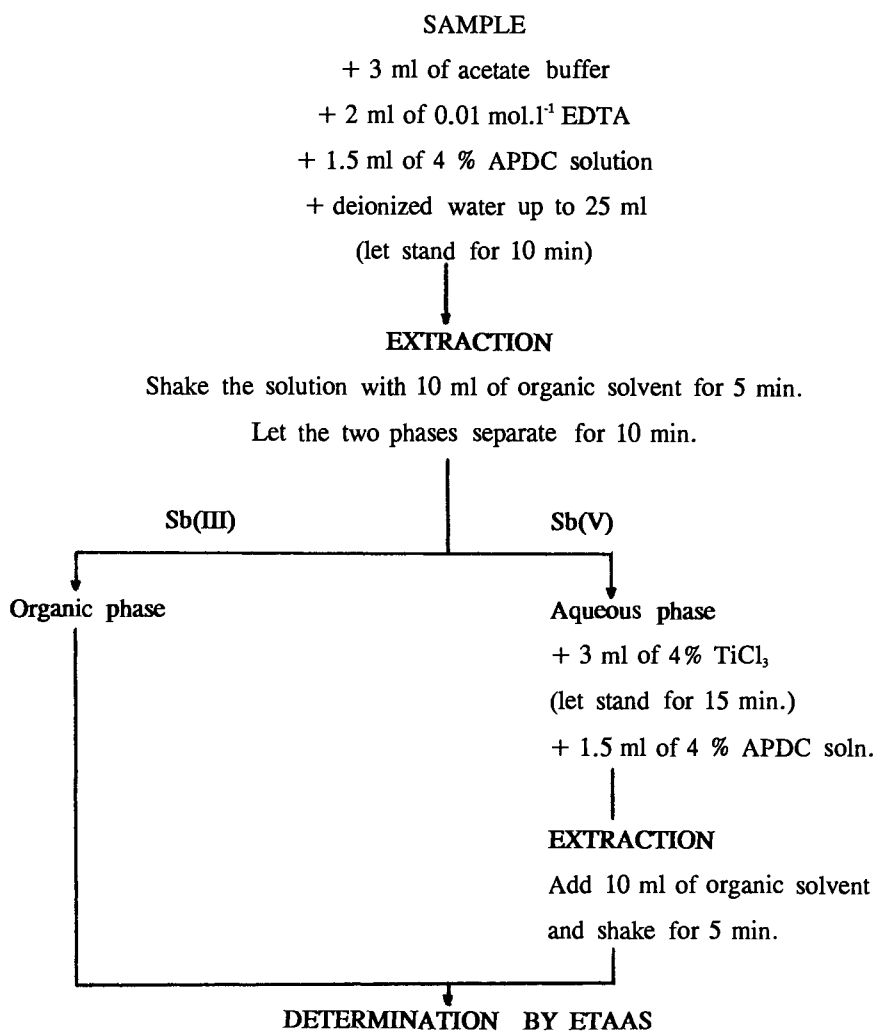 SAMPLE
+ 3 ml of acetate buffer
+ 2 ml of 0.01 mol.l⁻¹ EDTA
+ 1.5 ml of 4 % APDC solution
+ deionized water up to 25 ml
(let stand for 10 min)
EXTRACTION
Shake the solution with 10 ml of organic solvent for 5 min.
Let the two phases separate for 10 min.
Sb(III)
Sb(V)
Organic phase
Aqueous phase
+ 3 ml of 4% TiCl₃
(let stand for 15 min.)
+ 1.5 ml of 4 % APDC soln.
EXTRACTION
Add 10 ml of organic solvent
and shake for 5 min.
DETERMINATION BY ETAAS